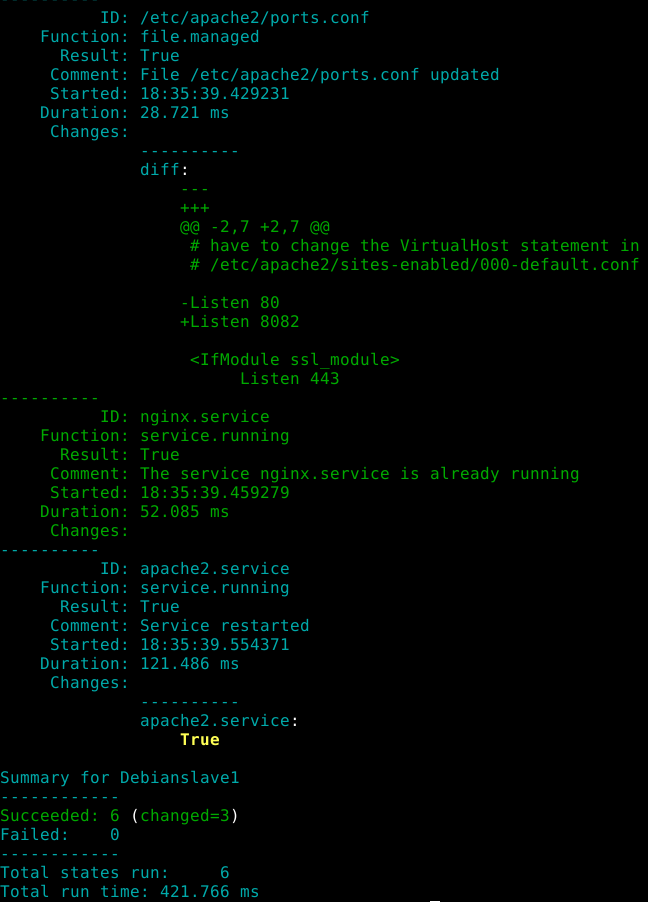 ----------
          ID: /etc/apache2/ports.conf
    Function: file.managed
      Result: True
     Comment: File /etc/apache2/ports.conf updated
     Started: 18:35:39.429231
    Duration: 28.721 ms
     Changes:
              ----------
              diff:
                  ---
                  +++
                  @@ -2,7 +2,7 @@
                   # have to change the VirtualHost statement in
                   # /etc/apache2/sites-enabled/000-default.conf

                  -Listen 80
                  +Listen 8082

                   <IfModule ssl_module>
                        Listen 443
----------
          ID: nginx.service
    Function: service.running
      Result: True
     Comment: The service nginx.service is already running
     Started: 18:35:39.459279
    Duration: 52.085 ms
     Changes:
----------
          ID: apache2.service
    Function: service.running
      Result: True
     Comment: Service restarted
     Started: 18:35:39.554371
    Duration: 121.486 ms
     Changes:
              ----------
              apache2.service:
                  True

Summary for Debianslave1
------------
Succeeded: 6 (changed=3)
Failed:    0
------------
Total states run:     6
Total run time: 421.766 ms